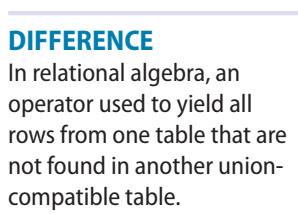 DIFFERENCE
In relational algebra, an
operator used to yield all
rows from one table that are
not found in another union-
compatible table.